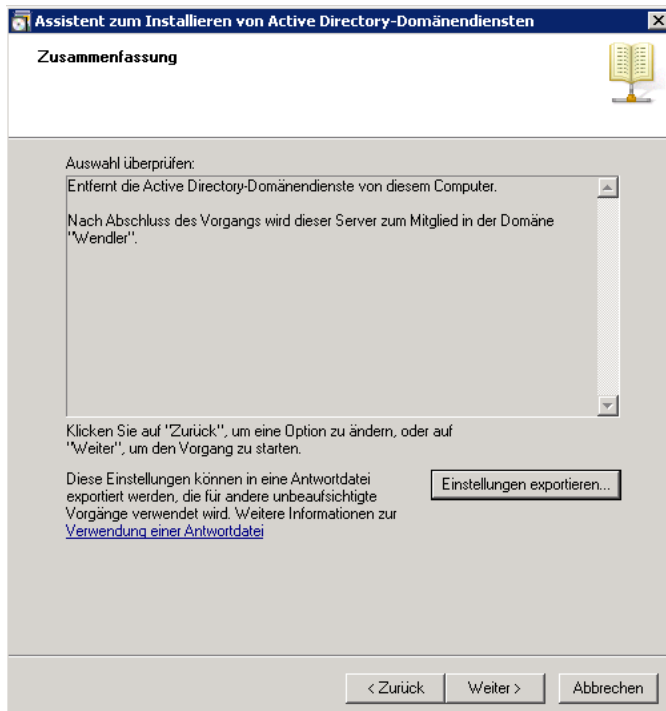 Assistent zum Installieren von Active Directory-Domänendiensten
Zusammenfassung
Auswahl überprüfen:
Entfernt die Active Directory-Domänendienste von diesem Computer.
Nach Abschluss des Vorgangs wird dieser Server zum Mitglied in der Domäne
"Wendler".
Klicken Sie auf "Zurück", um eine Option zu ändern, oder auf
"Weiter", um den Vorgang zu starten.
Diese Einstellungen können in eine Antwortdatei
exportiert werden, die für andere unbeaufsichtigte
Vorgänge verwendet wird. Weitere Informationen zur
Verwendung einer Antwortdatei
Einstellungen exportieren...
< Zurück
Weiter >
Abbrechen